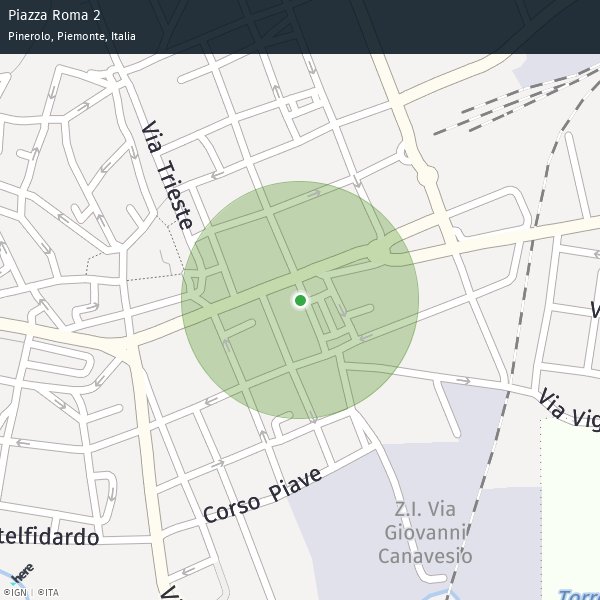 Piazza Roma 2
Pinerolo, Piemonte, Italia
Via Trieste
V
Via Vig
Corso Piave
Z.I. Via
Giovanni
Canavesio
telfidardo
here
Vi
Torre
©IGN | ©ITA